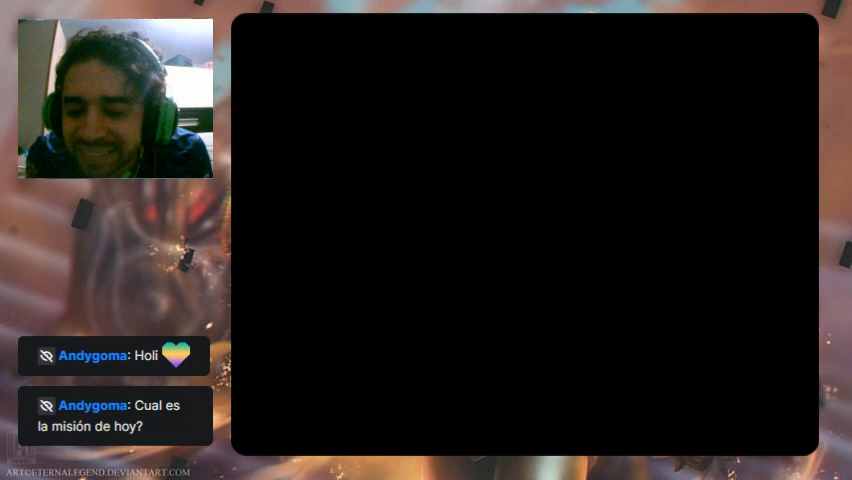 Andygoma: Holi
Andygoma: Cual es
la misión de hoy?
ARTCETERNALEGEND.DEVIANTART.COM